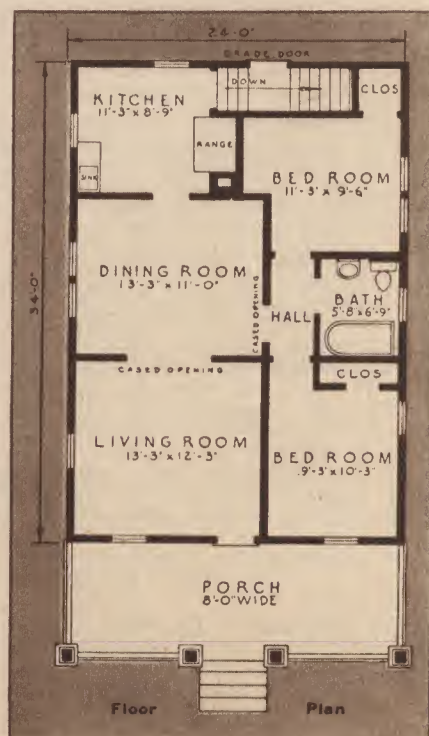 24'-0"
GRADE DOOR
DOWN
CLOS
KITCHEN
11'-3" x 8'-9"
RANGE
SINK
BED ROOM
11'-3" x 9'-6"
34'-0"
DINING ROOM
13'-3" x 11'-0"
CASED OPENING
HALL
BATH
5'-8 x 6'-9"
CASED OPENING
CLOS
LIVING ROOM
13'-3" x 12'-3"
BED ROOM
9'-3" x 10'-3"
PORCH
8'-0" WIDE
Floor Plan